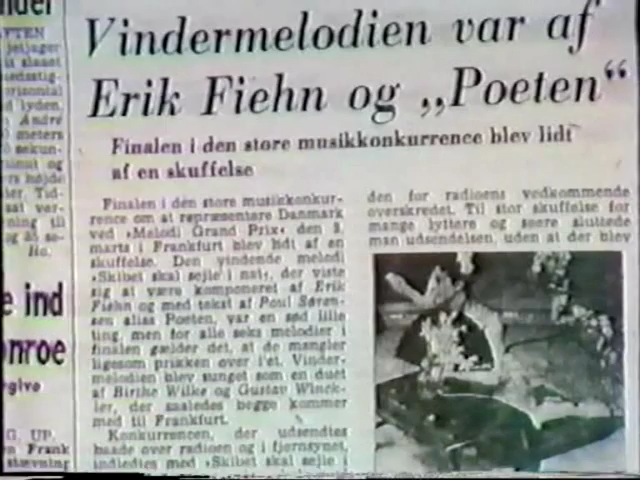 Vindermelodien var af
Erik Fiehn og „Poeten“
Finalen i den store musikkonkurrence blev lidt
af en skuffelse
Finalen i den store musikkonkur-
rence om at repræsentere Danmark
ved »Melodi Grand Prix« den 3.
marts i Frankfurt blev lidt af en
skuffelse. Den vindende melodi
»Skibet skal sejle i nat«, der viste
sig at være komponeret af Erik
Fiehn og med tekst af Poul Søren-
sen alias Poeten, var en sød lille
ting, men for alle seks melodier i
finalen gælder det, at de mangler
ligesom prikken over i'et. Vinder-
melodien blev sunget som en duet
af Birthe Wilke og Gustav Winck-
ler, der saaledes begge kommer
med til Frankfurt.
Konkurrencen, der udsendtes
baade over radioen og i fjernsynet,
indledtes med »Skibet skal sejle i
den for radioens vedkommende
overskredet. Til stor skuffelse for
mange lyttere og seere sluttede
man udsendelsen, uden at der blev
e ind
nroe
give
G. UP.
Frank